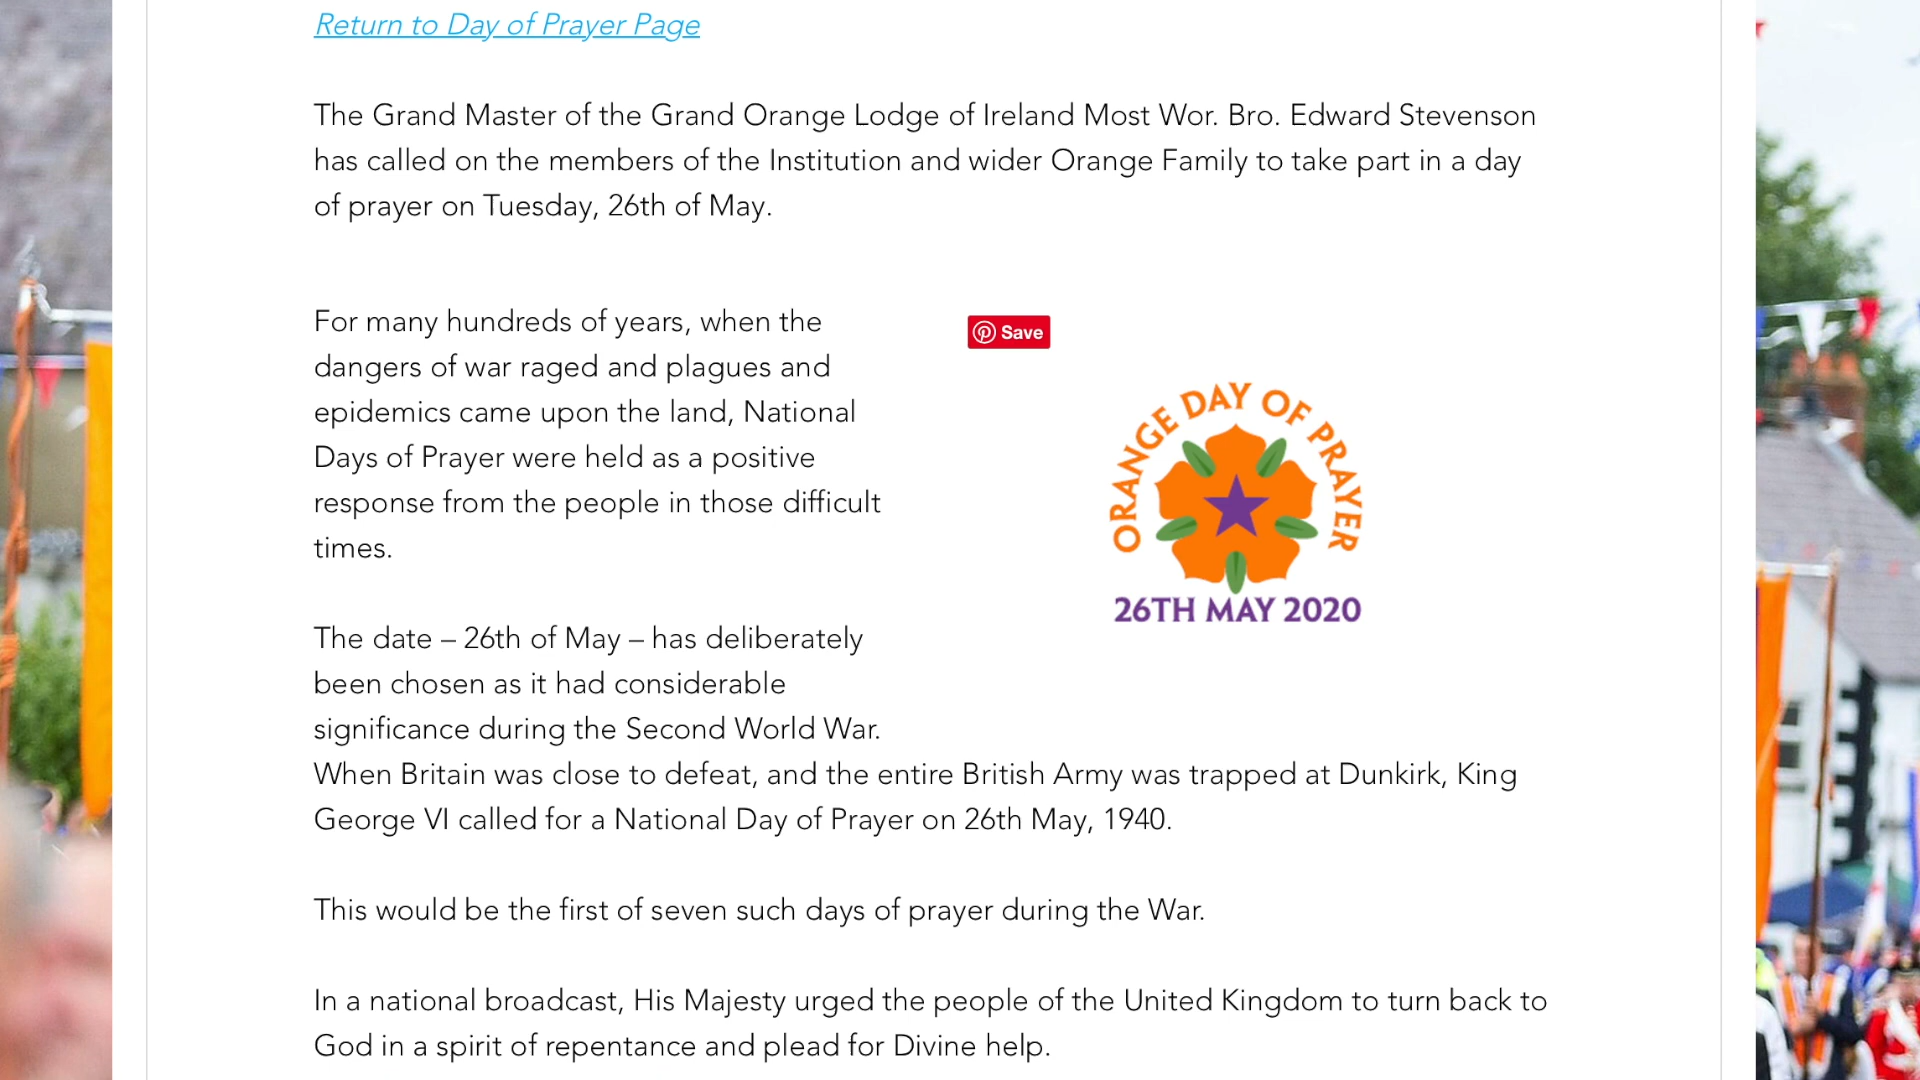 Return to Day of Prayer Page
The Grand Master of the Grand Orange Lodge of Ireland Most Wor. Bro. Edward Stevenson
has called on the members of the Institution and wider Orange Family to take part in a day
of prayer on Tuesday, 26th of May.
For many hundreds of years, when the
dangers of war raged and plagues and
epidemics came upon the land, National
Days of Prayer were held as a positive
response from the people in those difficult
times.
Save
ORANGE DAY OF PRAYER
26TH MAY 2020
The date – 26th of May – has deliberately
been chosen as it had considerable
significance during the Second World War.
When Britain was close to defeat, and the entire British Army was trapped at Dunkirk, King
George VI called for a National Day of Prayer on 26th May, 1940.
This would be the first of seven such days of prayer during the War.
In a national broadcast, His Majesty urged the people of the United Kingdom to turn back to
God in a spirit of repentance and plead for Divine help.